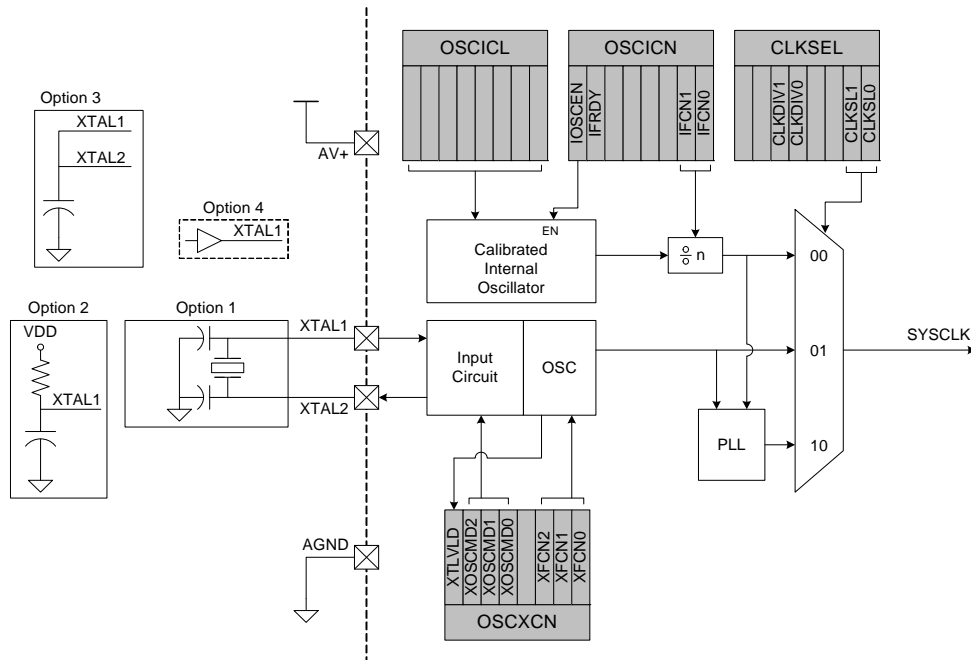 OSCICL
OSCICN
CLKSEL
IOSCEN
IFRDY
IFCN1
IFCN0
CLKDIV1
CLKDIV0
CLKSL1
CLKSL0
Option 3
XTAL1
XTAL2
AV+
Option 4
XTAL1
EN
Calibrated
Internal
Oscillator
n
00
Option 2
VDD
XTAL1
Option 1
XTAL1
XTAL2
Input
Circuit
OSC
01
SYSCLK
PLL
10
AGND
XTLVLD
XOSCMD2
XOSCMD1
XOSCMD0
XFCN2
XFCN1
XFCN0
OSCXCN